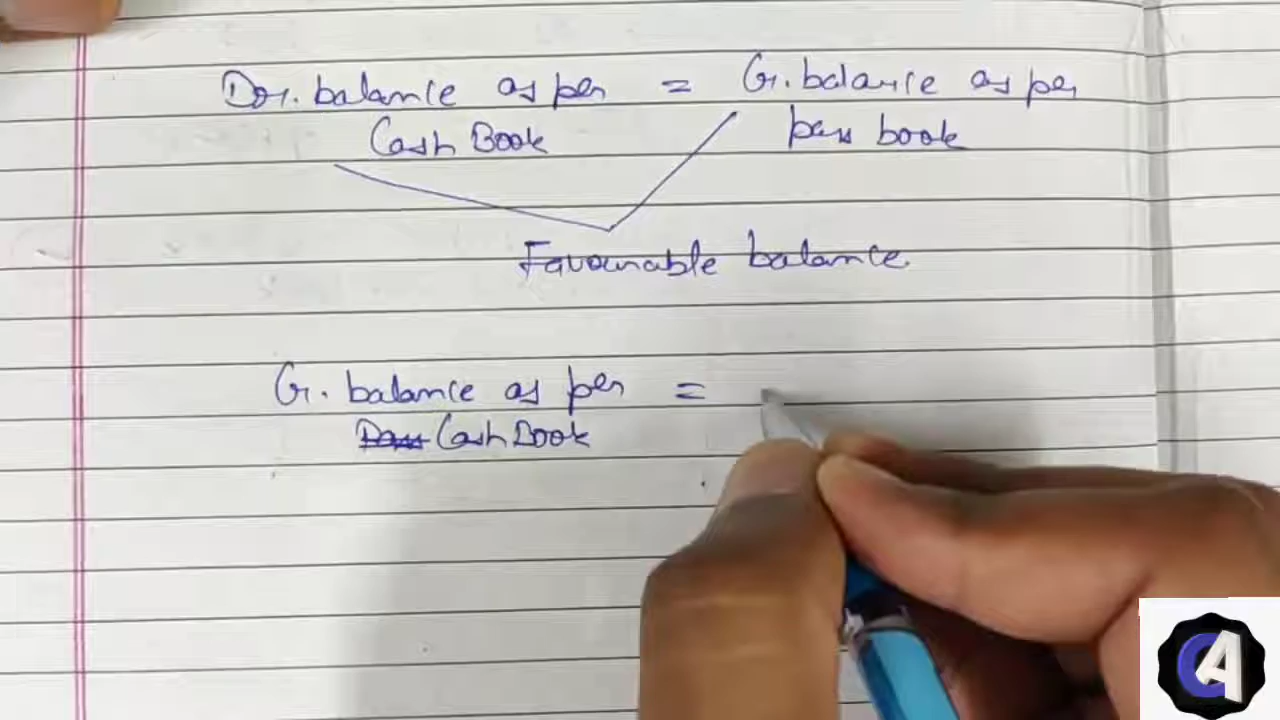 Dr. balance as per = Cr. balance as per
Cash Book pass book
Favourable balance
Cr. balance as per =
Pass Cash Book
CA